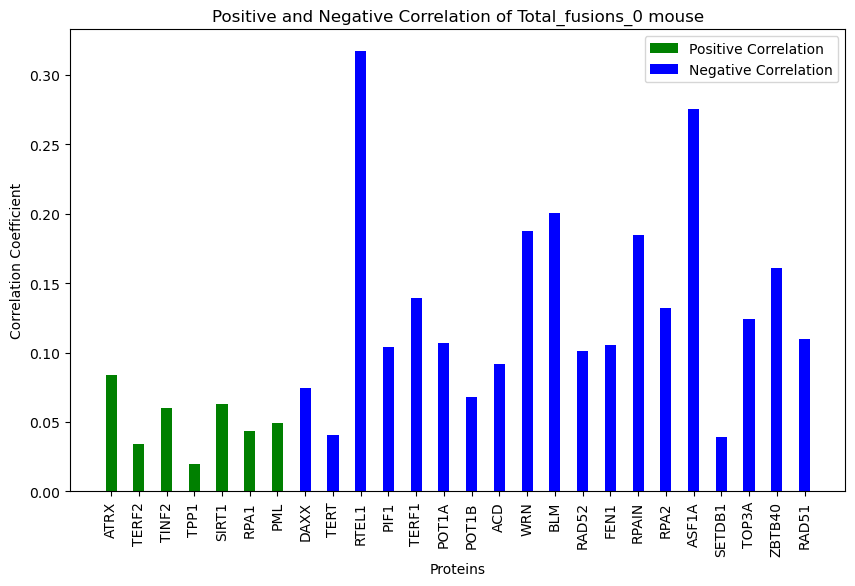 Positive and Negative Correlation of Total_fusions_0 mouse
Positive Correlation
Negative Correlation
Correlation Coefficient
0.30
0.25
0.20
0.15
0.10
0.05
0.00
ATRX
TERF2
TINF2
TPP1
SIRT1
RPA1
PML
DAXX
TERT
RTEL1
PIF1
TERF1
POT1A
POT1B
ACD
WRN
BLM
RAD52
FEN1
RPAIN
RPA2
ASF1A
SETDB1
TOP3A
ZBTB40
RAD51
Proteins